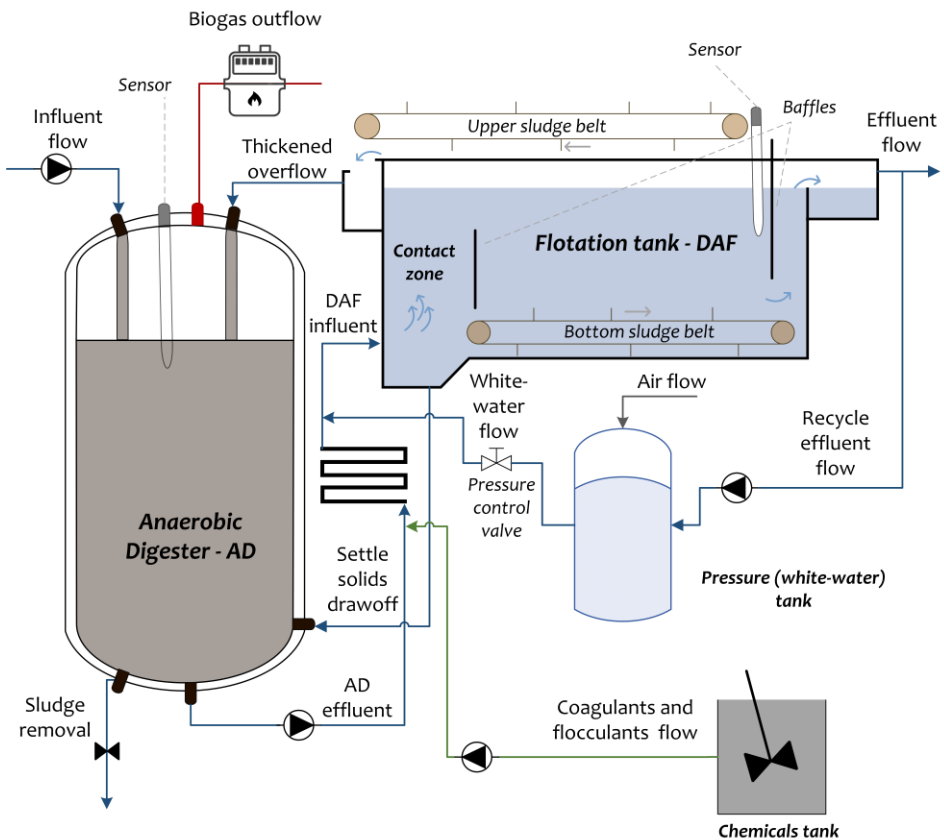 Biogas outflow
Sensor
Influent
flow
Thickened
overflow
Upper sludge belt
Sensor
Baffles
Effluent
flow
Contact
zone
Flotation tank - DAF
DAF
influent
Bottom sludge belt
White-
water
flow
Air flow
Pressure
control
valve
Recycle
effluent
flow
Anaerobic
Digester - AD
Settle
solids
drawoff
Pressure (white-water)
tank
Sludge
removal
AD
effluent
Coagulants and
flocculants flow
Chemicals tank